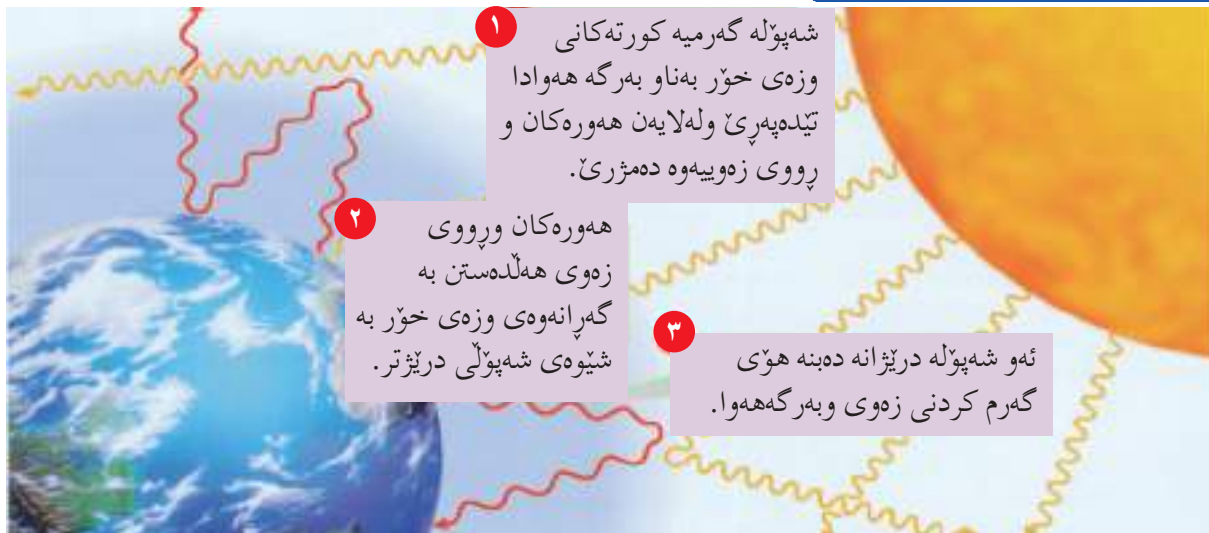 ١
شەپۆلە گەرمیە کورتەکانی
وزەی خۆر بەناو بەرگە هەوادا
تێدەپەڕێ ولەلایەن هەورەکان و
ڕووی زەوییەوە دەمژرێ.
٢
هەورەکان وڕووی
زەوی هەڵدەستن بە
گەڕانەوەی وزەی خۆر بە
شێوەی شەپۆڵی درێژتر.
٣
ئەو شەپۆلە درێژانە دەبنە هۆی
گەرم کردنی زەوی وبەرگەهەوا.